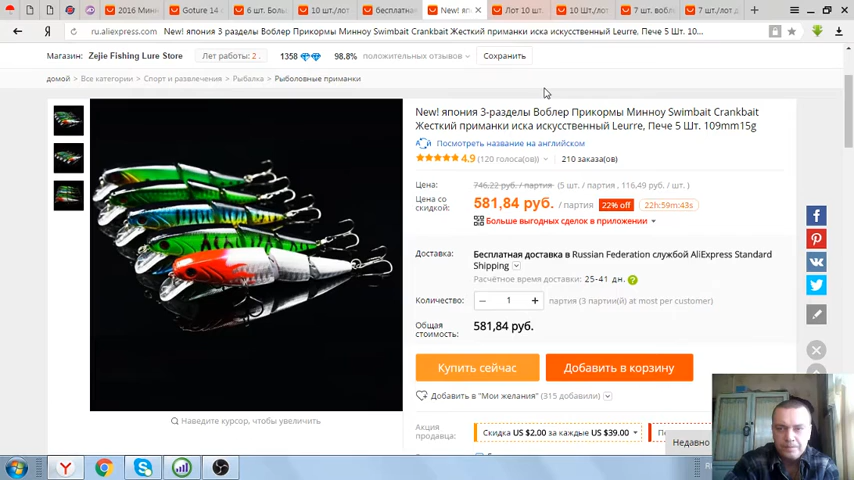 2016 Минн
Goture 14
6 шт. Боль
10 шт./лот
бесплатная
New! яп
Лот 10 шт.
10 Шт./лот
7 шт. вобл
7 шт./лот д
ru.aliexpress.com New! япония 3-разделы Воблер Прикормы Минноу Swimbait Crankbait Жесткий приманки иска искусственный Leurre, Пече 5 Шт. 10...
Магазин: Zejie Fishing Lure Store
Лет работы: 2 .
1358
98.8% положительных отзывов
Сохранить
домой > Все категории > Спорт и развлечения > Рыбалка > Рыболовные приманки
New! япония 3-разделы Воблер Прикормы Минноу Swimbait Crankbait
Жесткий приманки иска искусственный Leurre, Пече 5 Шт. 109mm15g
Посмотреть название на английском
4.9 (120 голоса(ов)) 210 заказа(ов)
Цена: 746,22 руб. / партия (5 шт. / партия , 116,49 руб. / шт. )
Цена со
скидкой: 581,84 руб. / партия 22% off 22h:59m:43s
Больше выгодных сделок в приложении
Доставка: Бесплатная доставка в Russian Federation службой AliExpress Standard
Shipping
Расчётное время доставки: 25-41 дн.
Количество: 1 партия (3 партии(й) at most per customer)
Общая
стоимость: 581,84 руб.
Купить сейчас
Добавить в корзину
Добавить в "Мои желания" (315 добавили)
Наведите курсор, чтобы увеличить
Акция
продавца: Скидка US $2.00 за каждые US $39.00
Недавно